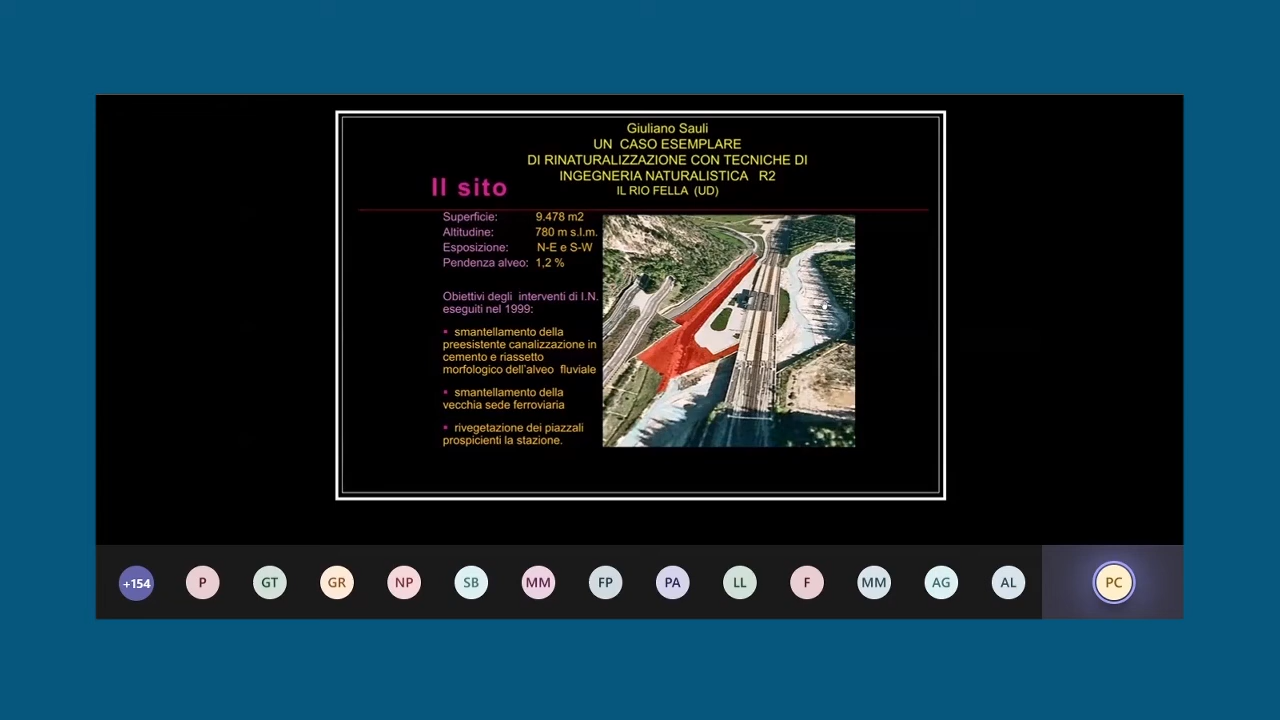 Giuliano Sauli
UN CASO ESEMPLARE
DI RINATURALIZZAZIONE CON TECNICHE DI
INGEGNERIA NATURALISTICA R2
IL RIO FELLA (UD)
Il sito
Superficie: 9.478 m2
Altitudine: 780 m s.l.m.
Esposizione: N-E e S-W
Pendenza alveo: 1,2 %
Obiettivi degli interventi di I.N.
eseguiti nel 1999:
▪ smantellamento della
preesistente canalizzazione in
cemento e riassetto
morfologico dell'alveo fluviale
▪ smantellamento della
vecchia sede ferroviaria
▪ rivegetazione dei piazzali
prospicienti la stazione.
+154 P GT GR NP SB MM FP PA LL F MM AG AL PC